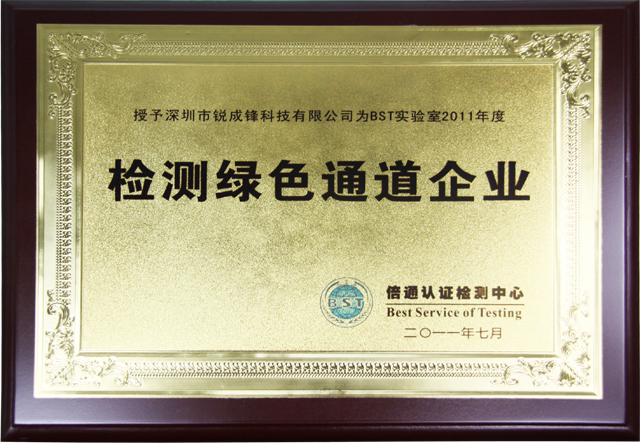 授予深圳市锐成锋科技有限公司为BST实验室2011年度
检测绿色通道企业
BST
倍通认证检测中心
Best Service of Testing
二〇一一年七月